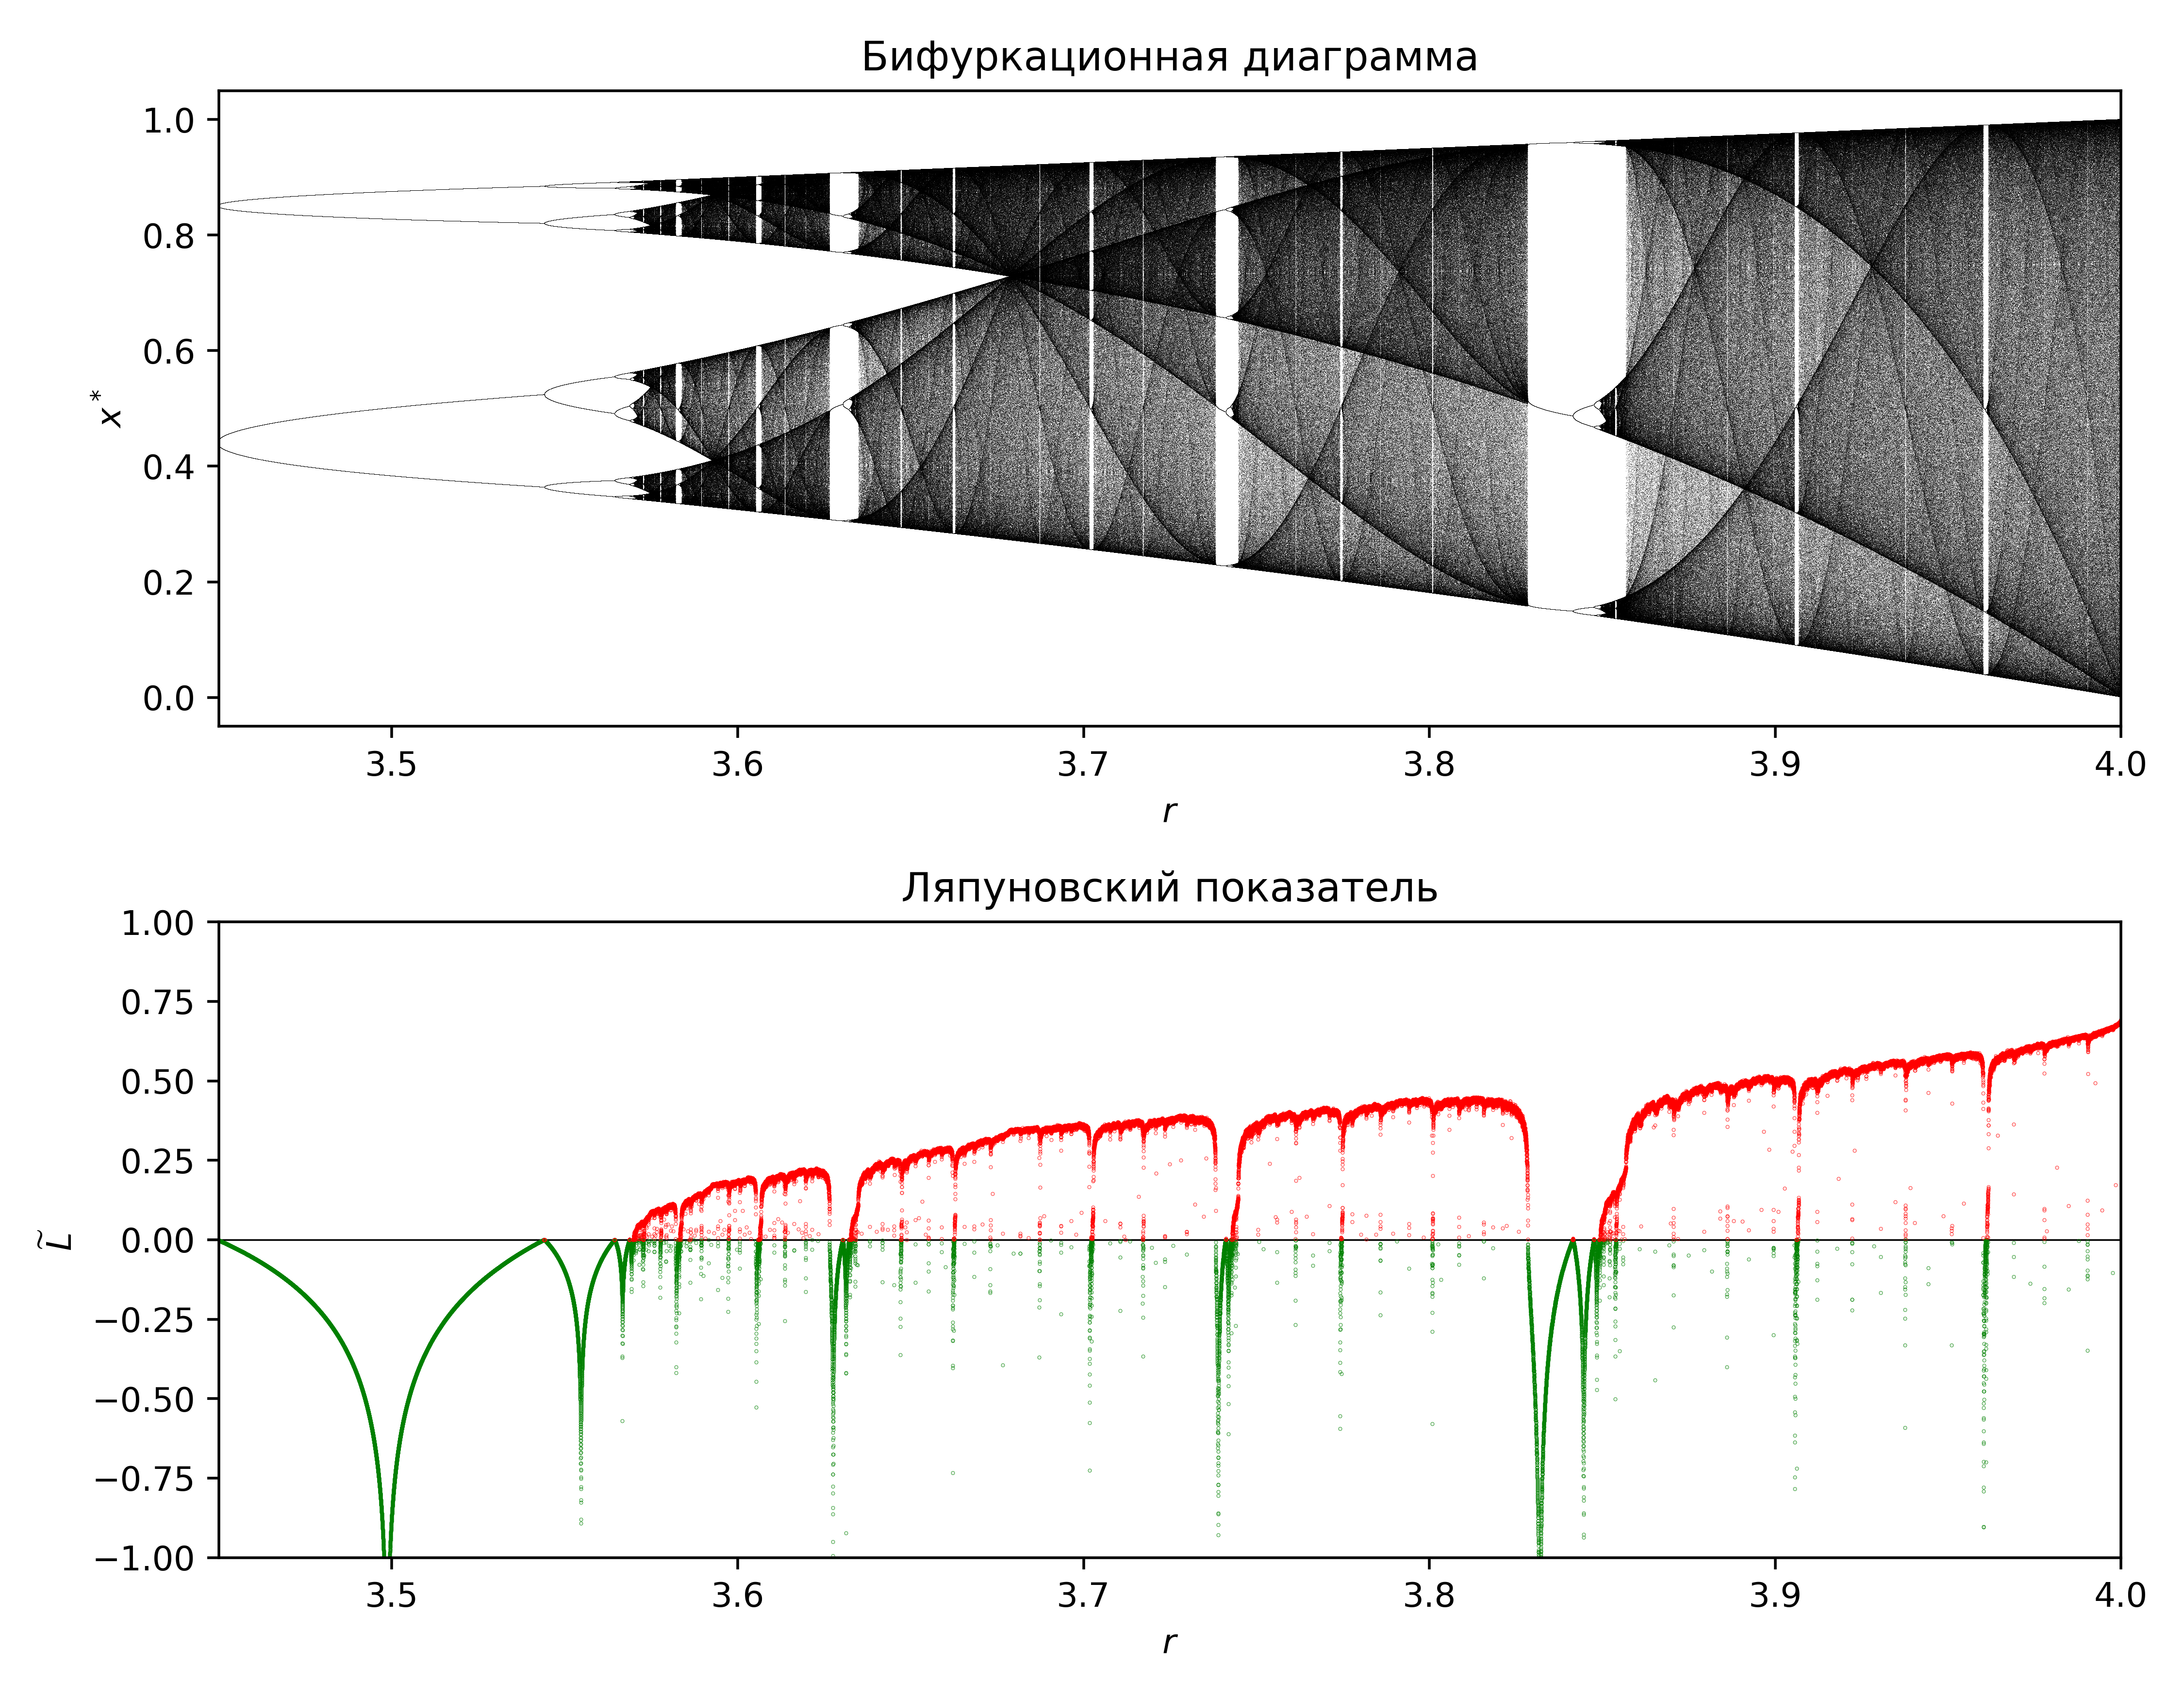 Бифуркационная диаграмма
1.0
0.8
0.6
0.4
0.2
0.0
x*
3.5 3.6 3.7 3.8 3.9 4.0
r
Ляпуновский показатель
1.00
0.75
0.50
0.25
0.00
−0.25
−0.50
−0.75
−1.00
L̃
3.5 3.6 3.7 3.8 3.9 4.0
r